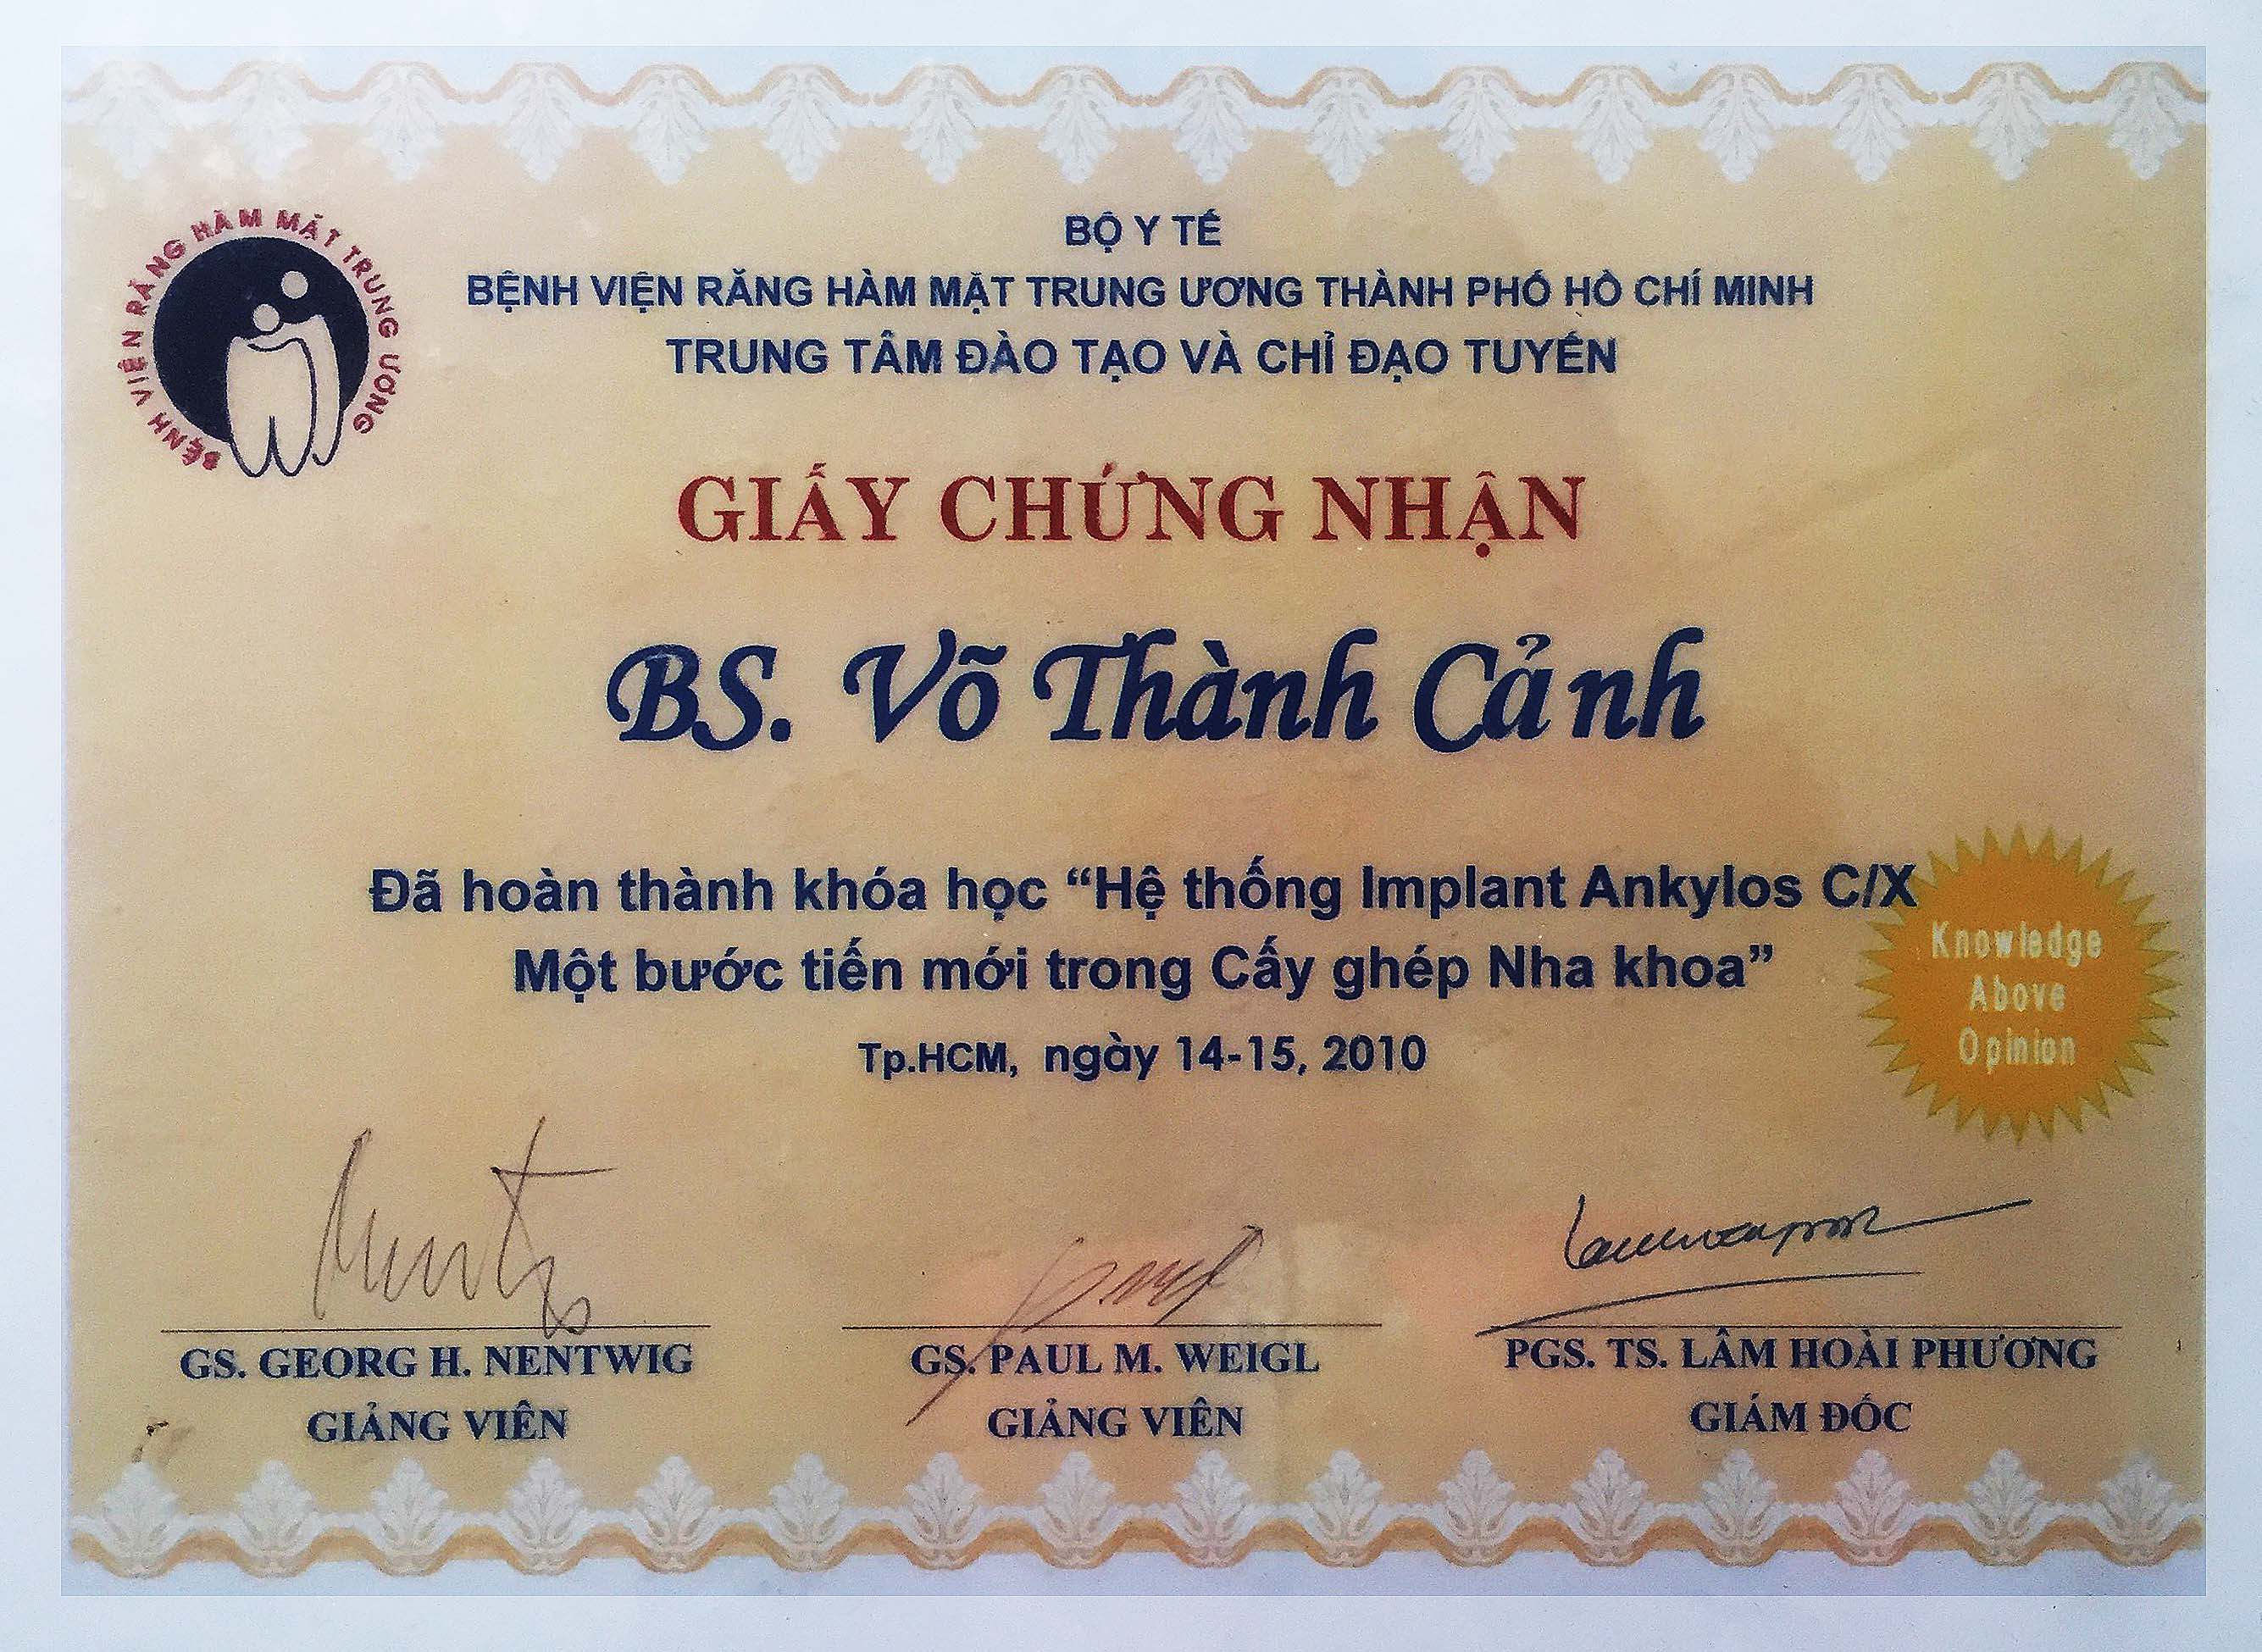 BỆNH VIỆN RĂNG HÀM MẶT TRUNG ƯƠNG
BỘ Y TẾ
BỆNH VIỆN RĂNG HÀM MẶT TRUNG ƯƠNG THÀNH PHỐ HỒ CHÍ MINH
TRUNG TÂM ĐÀO TẠO VÀ CHỈ ĐẠO TUYẾN
GIẤY CHỨNG NHẬN
BS. Võ Thành Cảnh
Đã hoàn thành khóa học “Hệ thống Implant Ankylos C/X
Một bước tiến mới trong Cấy ghép Nha khoa”
Knowledge
Above
Opinion
Tp.HCM, ngày 14-15, 2010
Nentwig
GS. GEORG H. NENTWIG
GIẢNG VIÊN
GS. PAUL M. WEIGL
GIẢNG VIÊN
PGS. TS. LÂM HOÀI PHƯƠNG
GIÁM ĐỐC